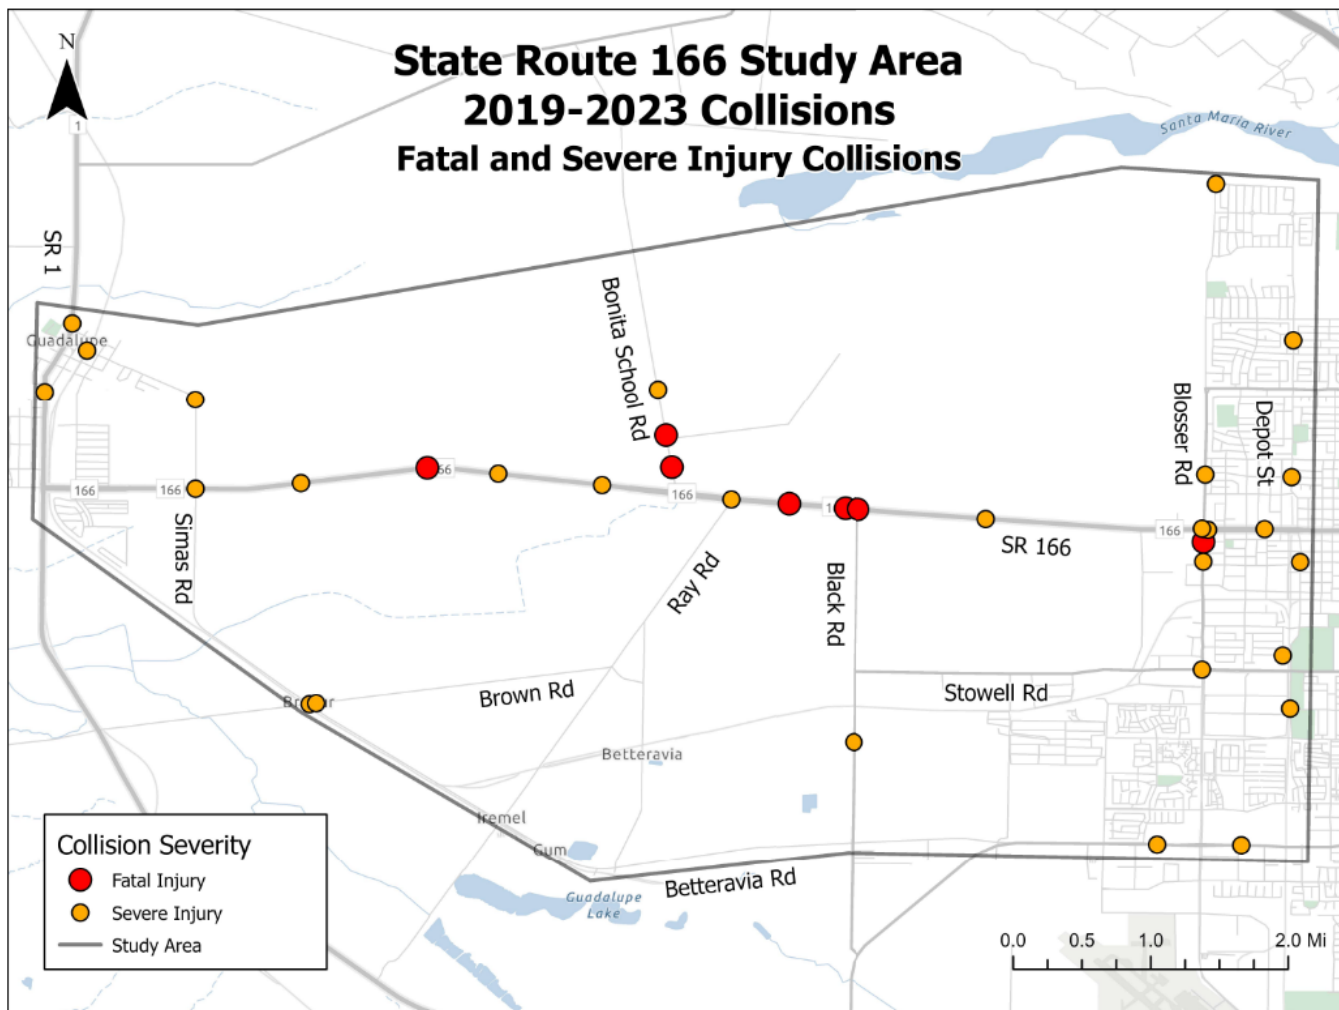 State Route 166 Study Area
2019-2023 Collisions
Fatal and Severe Injury Collisions
N
1
Santa Maria River
SR 1
Guadalupe
Bonita School Rd
Blosser Rd
Depot St
166
166
166
166
SR 166
Simas Rd
Ray Rd
Black Rd
Brown Rd
Stowell Rd
Betteravia
Iremel
Gum
Betteravia Rd
Guadalupe
Lake
Collision Severity
Fatal Injury
Severe Injury
Study Area
0.0 0.5 1.0 2.0 Mi